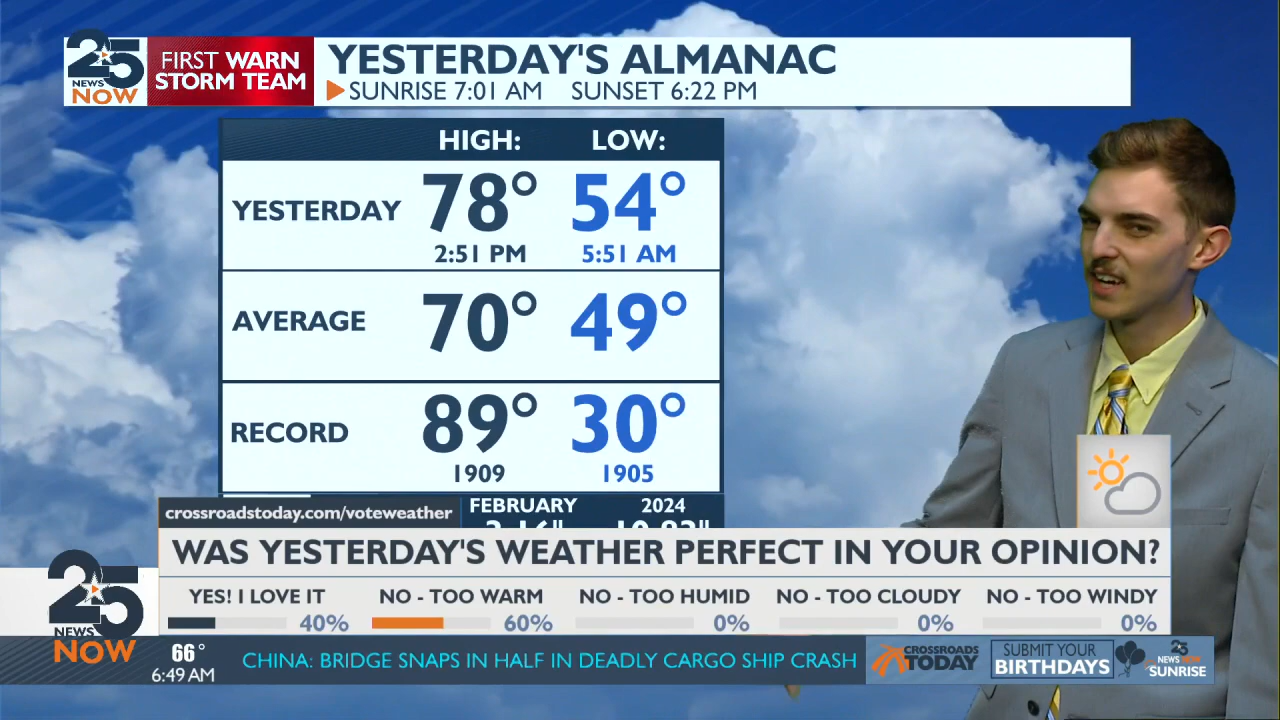 25
NEWS
NOW
FIRST WARN
STORM TEAM
YESTERDAY'S ALMANAC
SUNRISE 7:01 AM SUNSET 6:22 PM
HIGH: LOW:
YESTERDAY 78° 54°
2:51 PM 5:51 AM
AVERAGE 70° 49°
RECORD 89° 30°
1909 1905
FEBRUARY 2024
crossroadstoday.com/voteweather
WAS YESTERDAY'S WEATHER PERFECT IN YOUR OPINION?
YES! I LOVE IT NO - TOO WARM NO - TOO HUMID NO - TOO CLOUDY NO - TOO WINDY
40% 60% 0% 0% 0%
25
NEWS
NOW
66°
6:49 AM
CHINA: BRIDGE SNAPS IN HALF IN DEADLY CARGO SHIP CRASH
CROSSROADS
TODAY
SUBMIT YOUR
BIRTHDAYS
25
NEWS NOW
SUNRISE